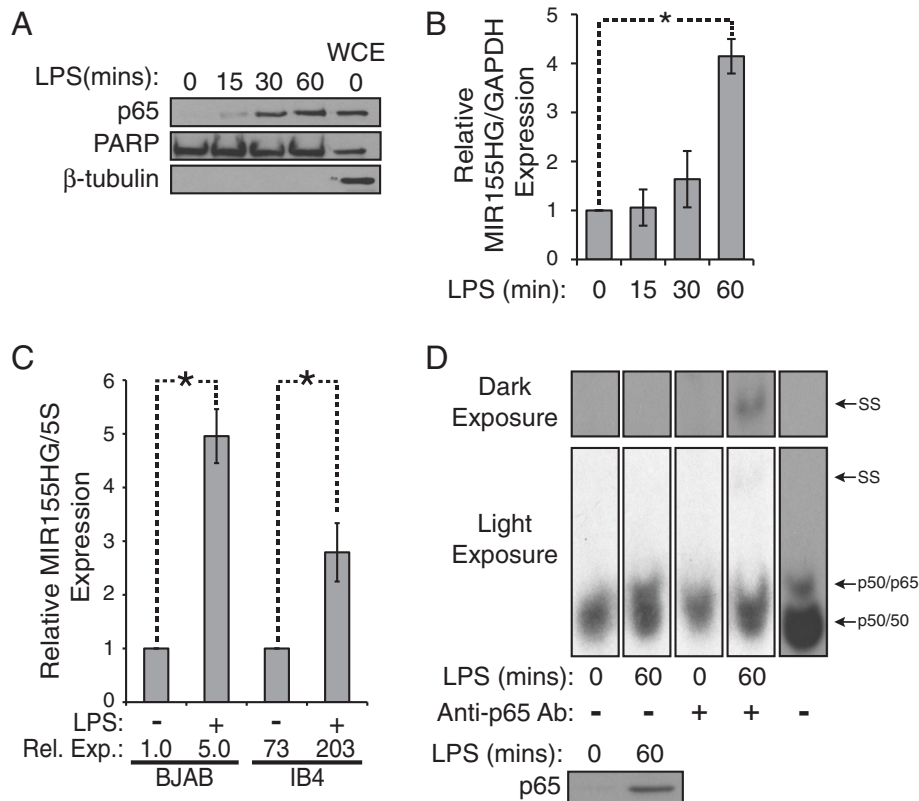 A
WCE
LPS(mins): 0 15 30 60 0
p65
PARP
β-tubulin
B
Relative
MIR155HG/GAPDH
Expression
5
4
3
2
1
0
*
LPS (min): 0 15 30 60
C
Relative MIR155HG/5S
Expression
6
5
4
3
2
1
0
* *
LPS: - + - +
Rel. Exp.: 1.0 5.0 73 203
BJAB IB4
D
Dark
Exposure
←SS
Light
Exposure
←SS
←p50/p65
←p50/50
LPS (mins): 0 60 0 60
Anti-p65 Ab: - - + + -
LPS (mins): 0 60
p65